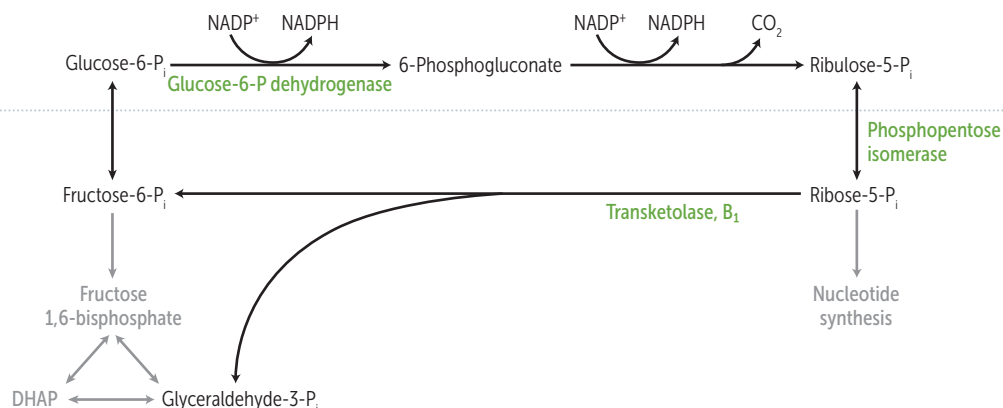 NADP⁺ NADPH NADP⁺ NADPH CO₂
Glucose-6-Pᵢ 6-Phosphogluconate Ribulose-5-Pᵢ
Glucose-6-P dehydrogenase
Phosphopentose
isomerase
Fructose-6-Pᵢ Ribose-5-Pᵢ
Transketolase, B₁
Fructose
1,6-bisphosphate
Nucleotide
synthesis
DHAP Glyceraldehyde-3-Pᵢ